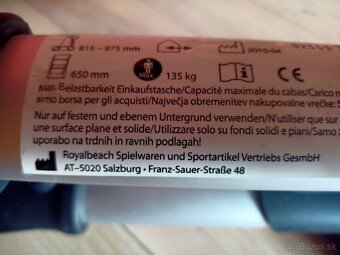 815 – 975 mm
2015-04
650 mm
Max.
135 kg
CE
Max. Belastbarkeit Einkaufstasche/Capacité maximale du cabas/Carico m
simo borsa per gli acquisti/Največja obremenitev nakupovalne vrečke:
Nur auf festem und ebenem Untergrund verwenden/N'utiliser que sur
une surface plane et solide/Utilizzare solo su fondi solidi e piani/Samo z
uporabo na trdnih in ravnih podlagah!
Royalbeach Spielwaren und Sportartikel Vertriebs GesmbH
AT–5020 Salzburg · Franz-Sauer-Straße 48
bazos.sk